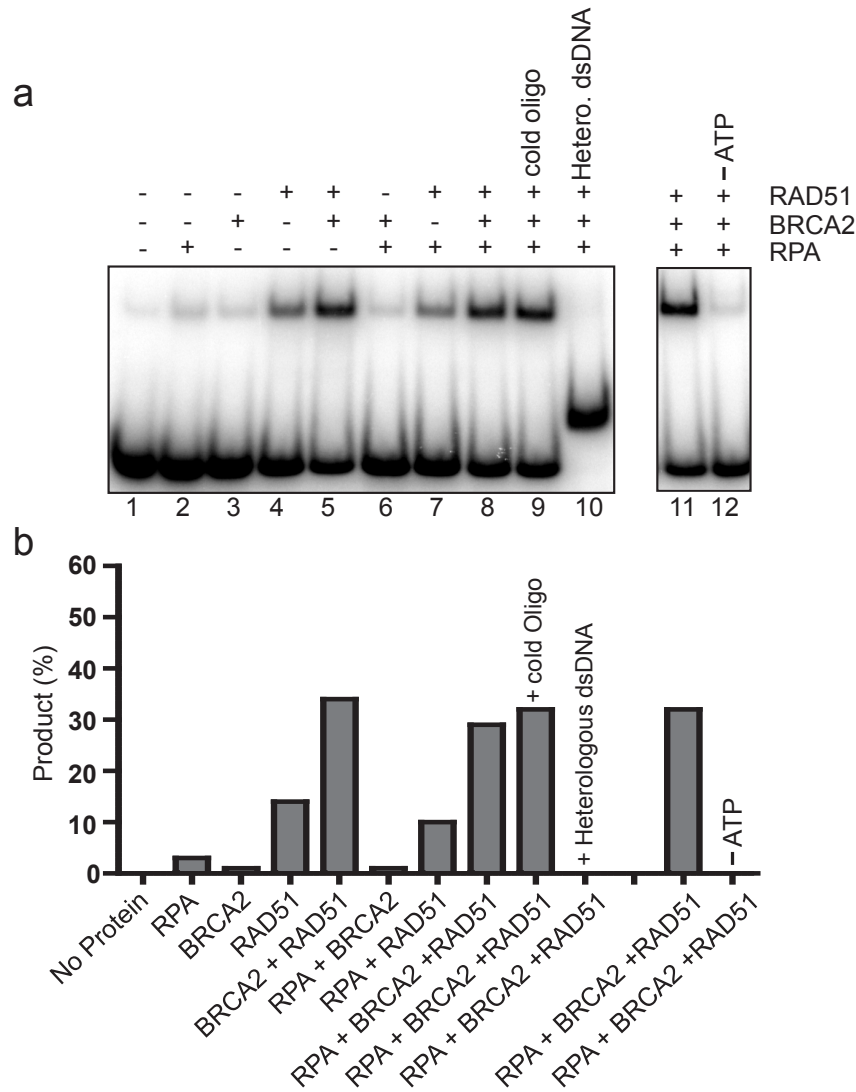 a
cold oligo
Hetero. dsDNA
– ATP
- - - + + - + + + + + + RAD51
- - + - + + - + + + + + BRCA2
- + - - - + + + + + + + RPA
1 2 3 4 5 6 7 8 9 10 11 12
b
Product (%)
60
50
40
30
20
10
0
+ cold Oligo
+ Heterologous dsDNA
– ATP
No Protein
RPA
BRCA2
RAD51
BRCA2 + RAD51
RPA + BRCA2
RPA + RAD51
RPA + BRCA2 +RAD51
RPA + BRCA2 +RAD51
RPA + BRCA2 +RAD51
RPA + BRCA2 +RAD51
RPA + BRCA2 +RAD51